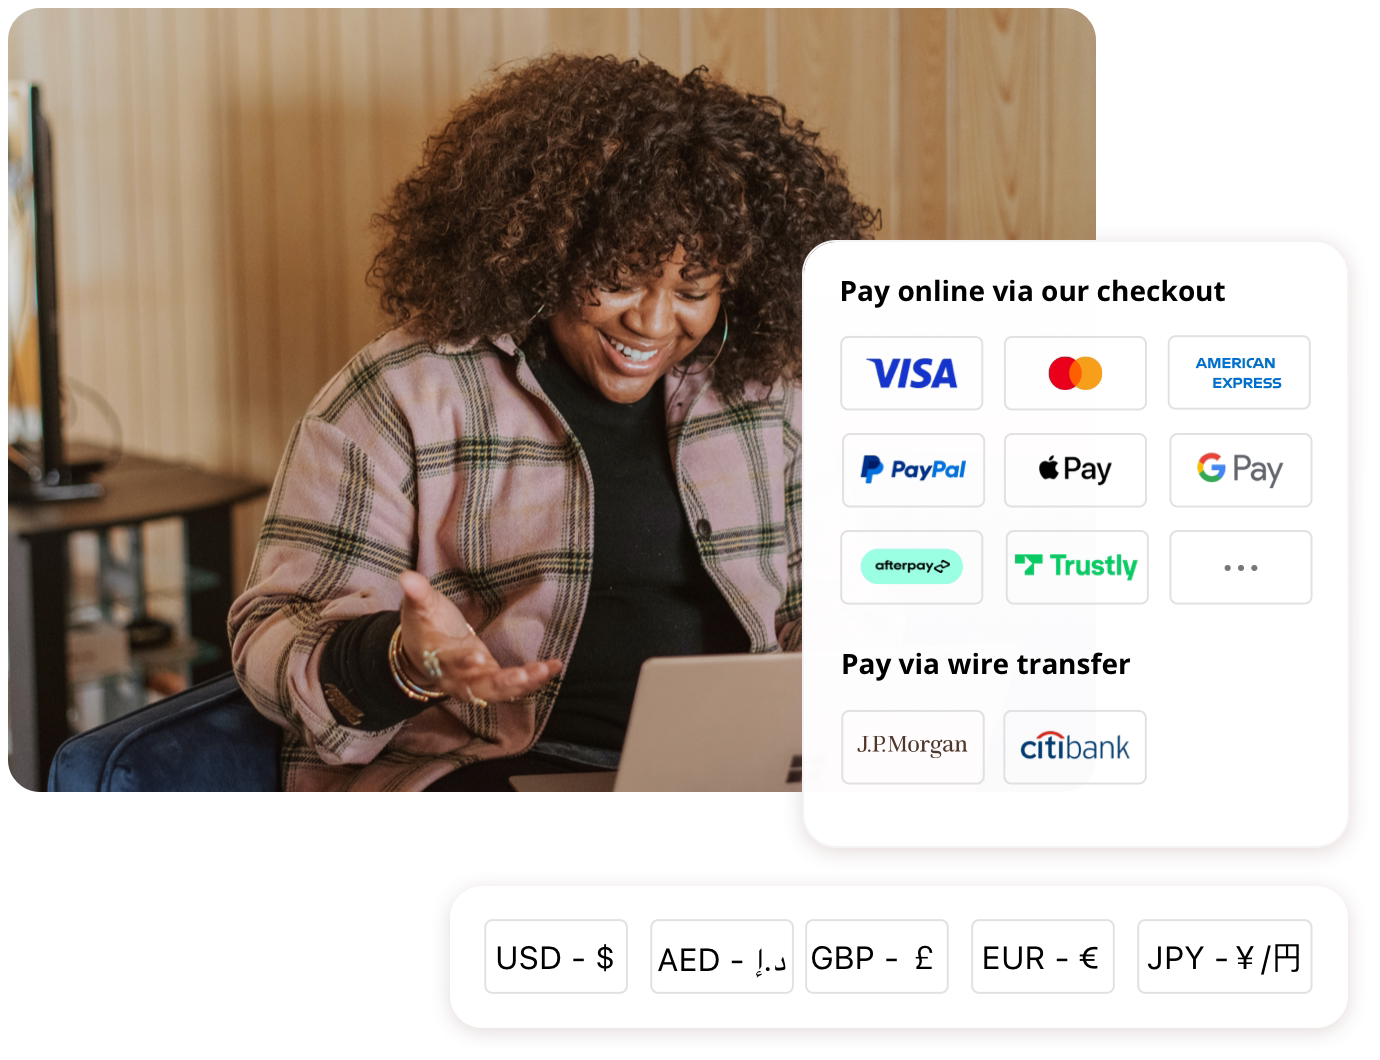 Pay online via our checkout
VISA
AMERICAN
EXPRESS
PayPal
Pay
G Pay
afterpay
Trustly
...
Pay via wire transfer
J.P.Morgan
citibank
USD - $
AED - د.إ
GBP - £
EUR - €
JPY - ¥ /円